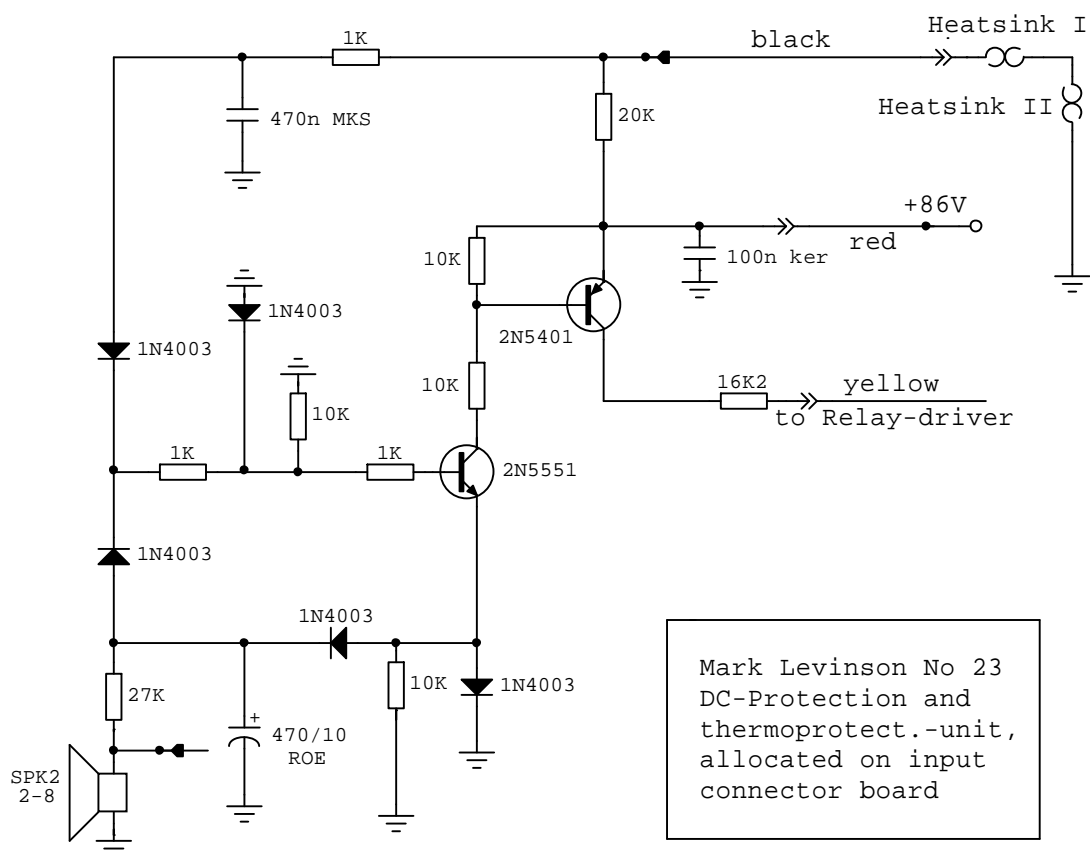 Heatsink I
1K
black
Heatsink II
470n MKS
20K
+86V
red
10K
100n ker
1N4003
2N5401
1N4003
10K
16K2
yellow
to Relay-driver
10K
1K
1K
2N5551
1N4003
1N4003
27K
10K
1N4003
+
470/10
ROE
SPK2
2-8
Mark Levinson No 23
DC-Protection and
thermoprotect.-unit,
allocated on input
connector board